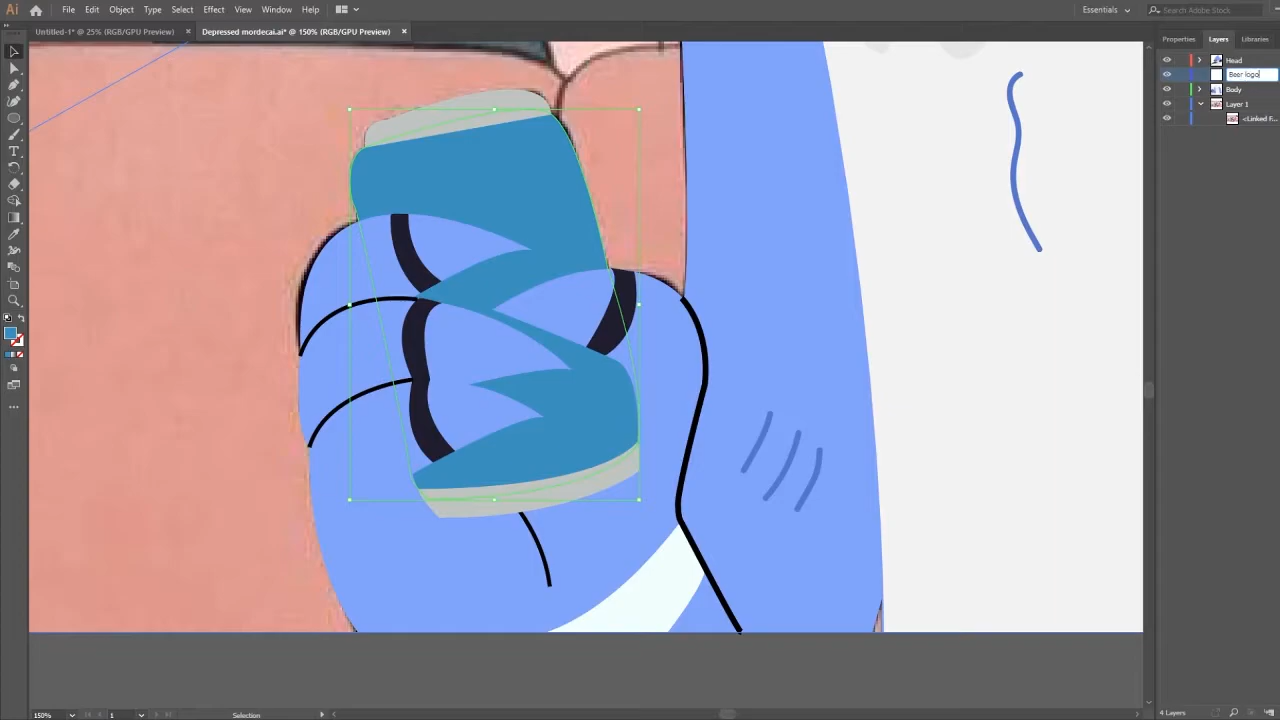 Ai File Edit Object Type Select Effect View Window Help Essentials Search Adobe Stock
Untitled-1* @ 25% (RGB/GPU Preview) × Depressed mordecai.ai* @ 150% (RGB/GPU Preview) ×
Properties Layers Libraries
Head
Beer logo
Body
Layer 1
<Linked F...
150% 1 Selection 4 Layers